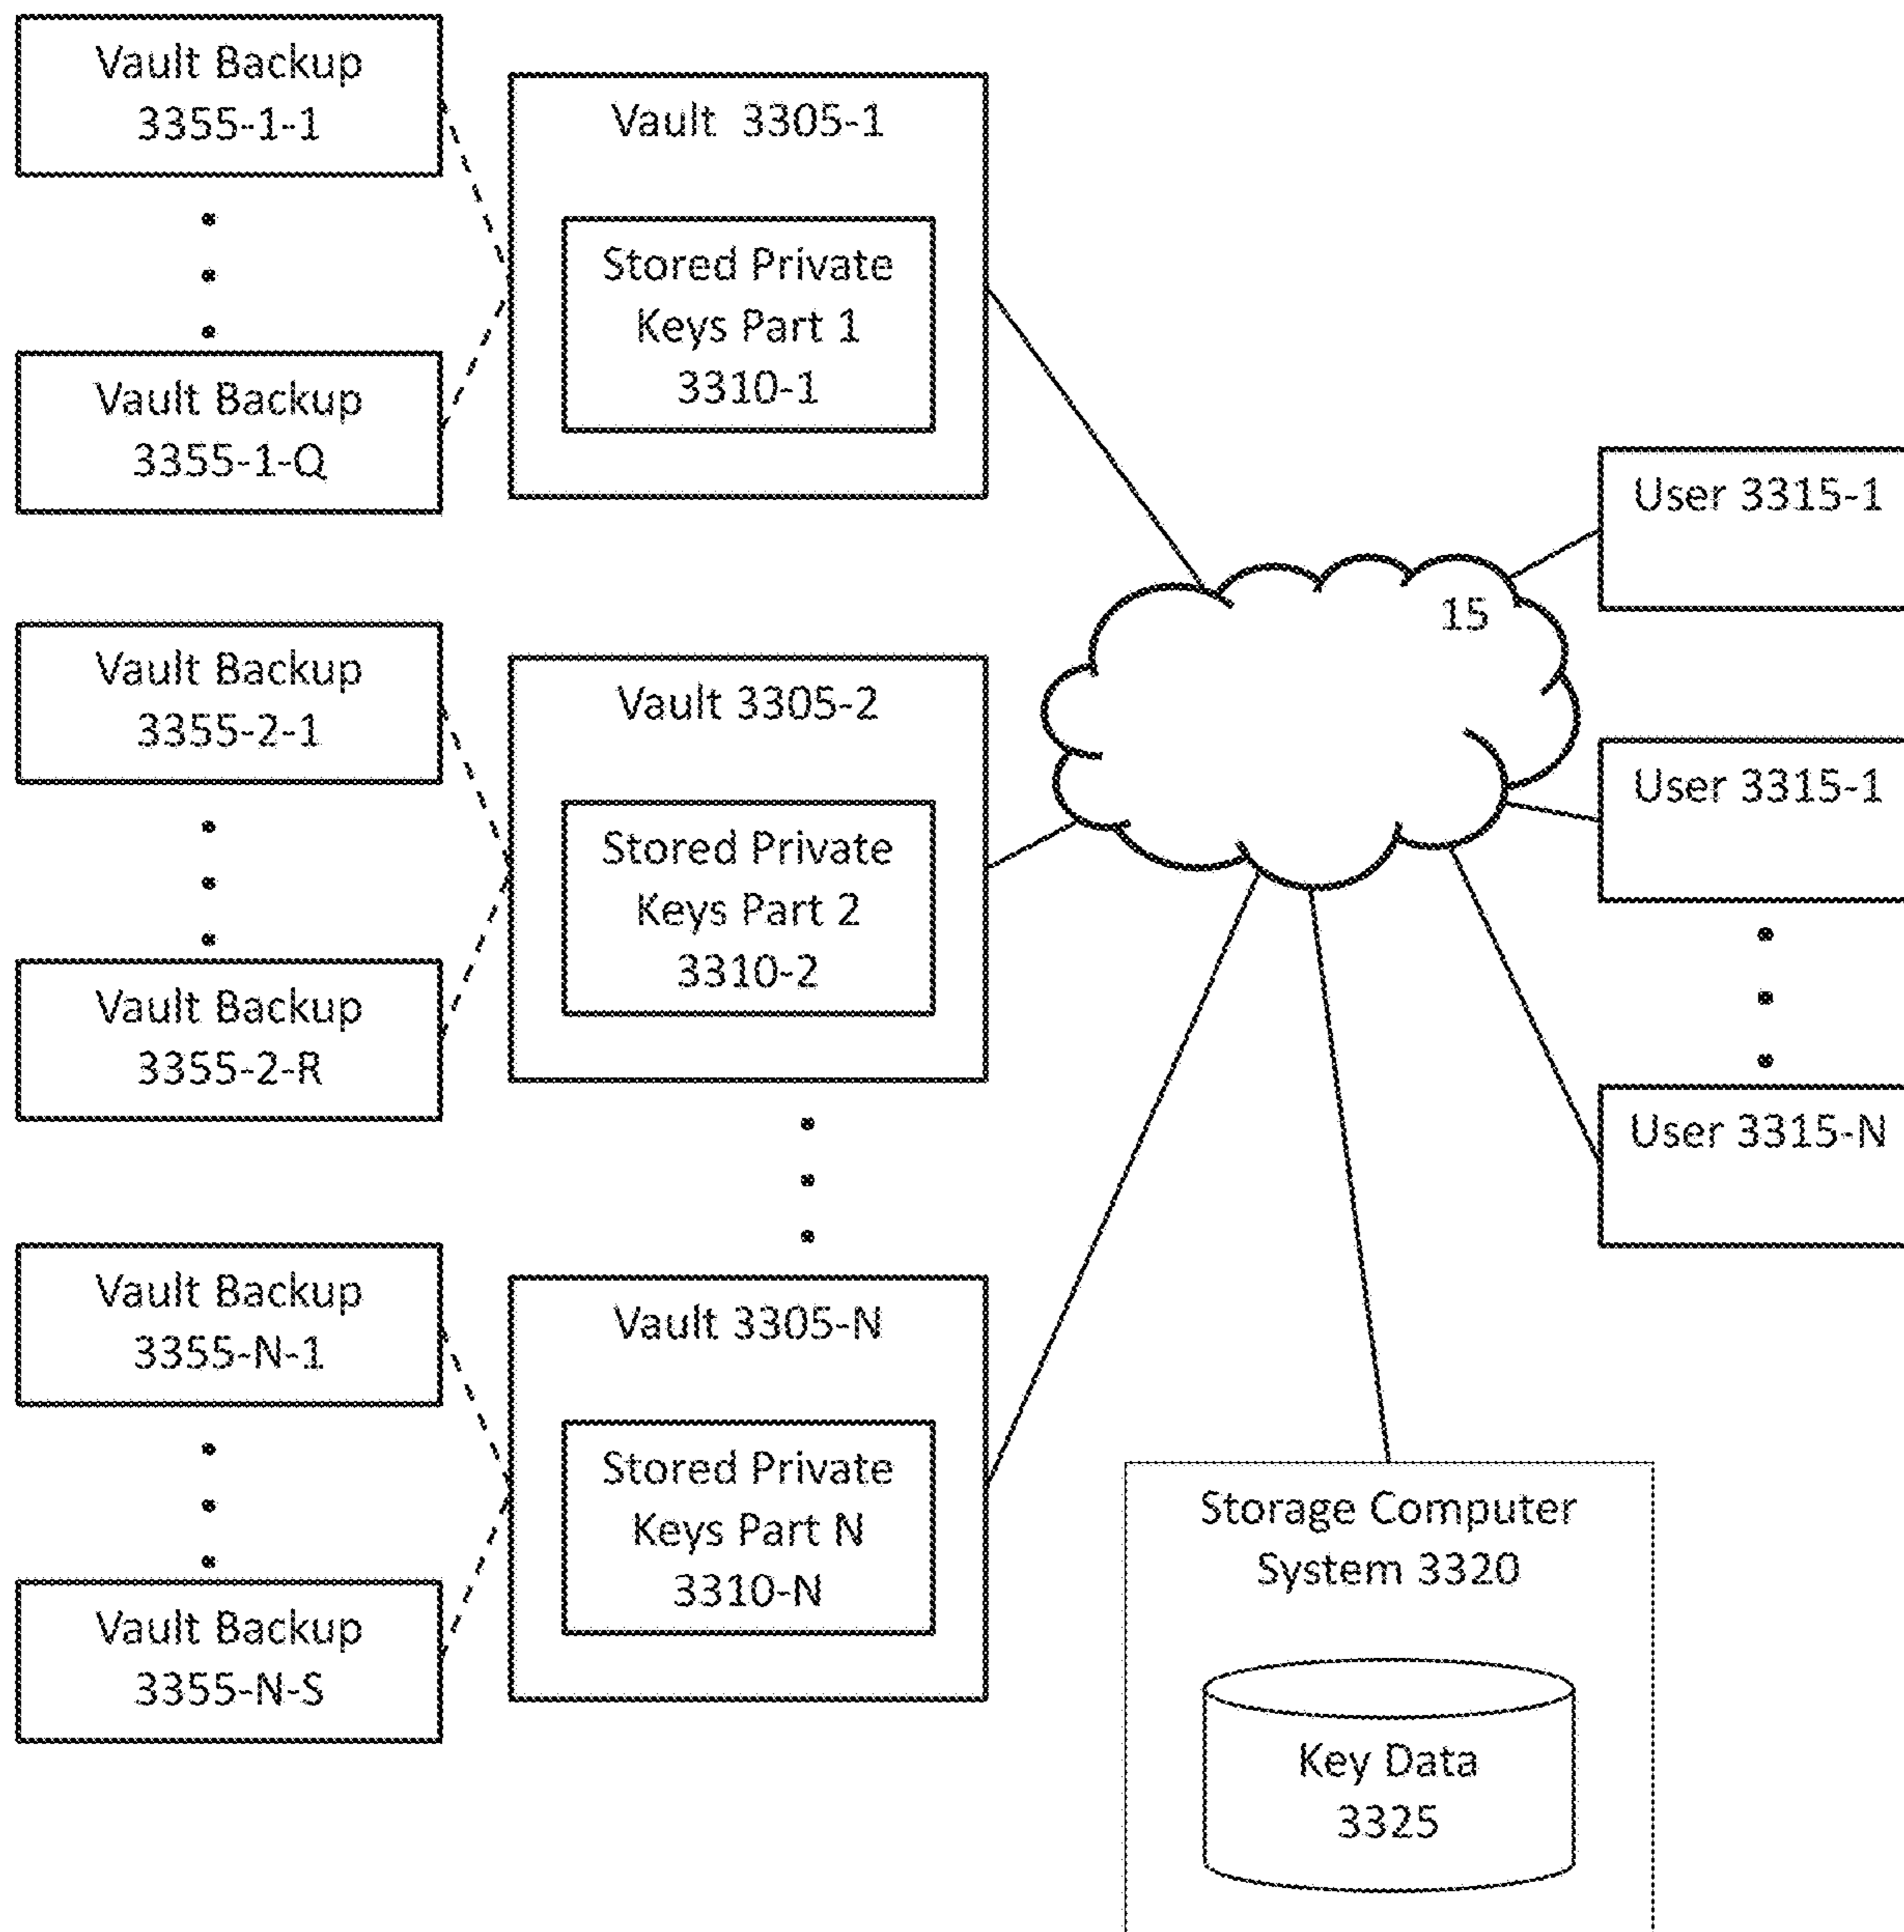 Vault Backup
3355-1-1
Vault Backup
3355-1-Q
Vault 3305-1
Stored Private
Keys Part 1
3310-1
Vault Backup
3355-2-1
Vault Backup
3355-2-R
Vault 3305-2
Stored Private
Keys Part 2
3310-2
Vault Backup
3355-N-1
Vault Backup
3355-N-S
Vault 3305-N
Stored Private
Keys Part N
3310-N
15
User 3315-1
User 3315-1
User 3315-N
Storage Computer
System 3320
Key Data
3325